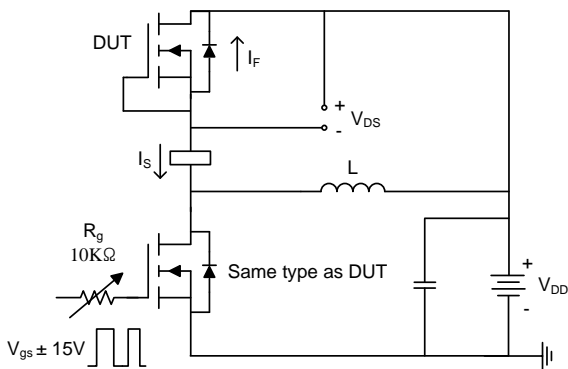 DUT
I_F
+
V_DS
-
I_S
L
R_g
10KΩ
Same type as DUT
+
V_DD
-
V_gs ± 15V